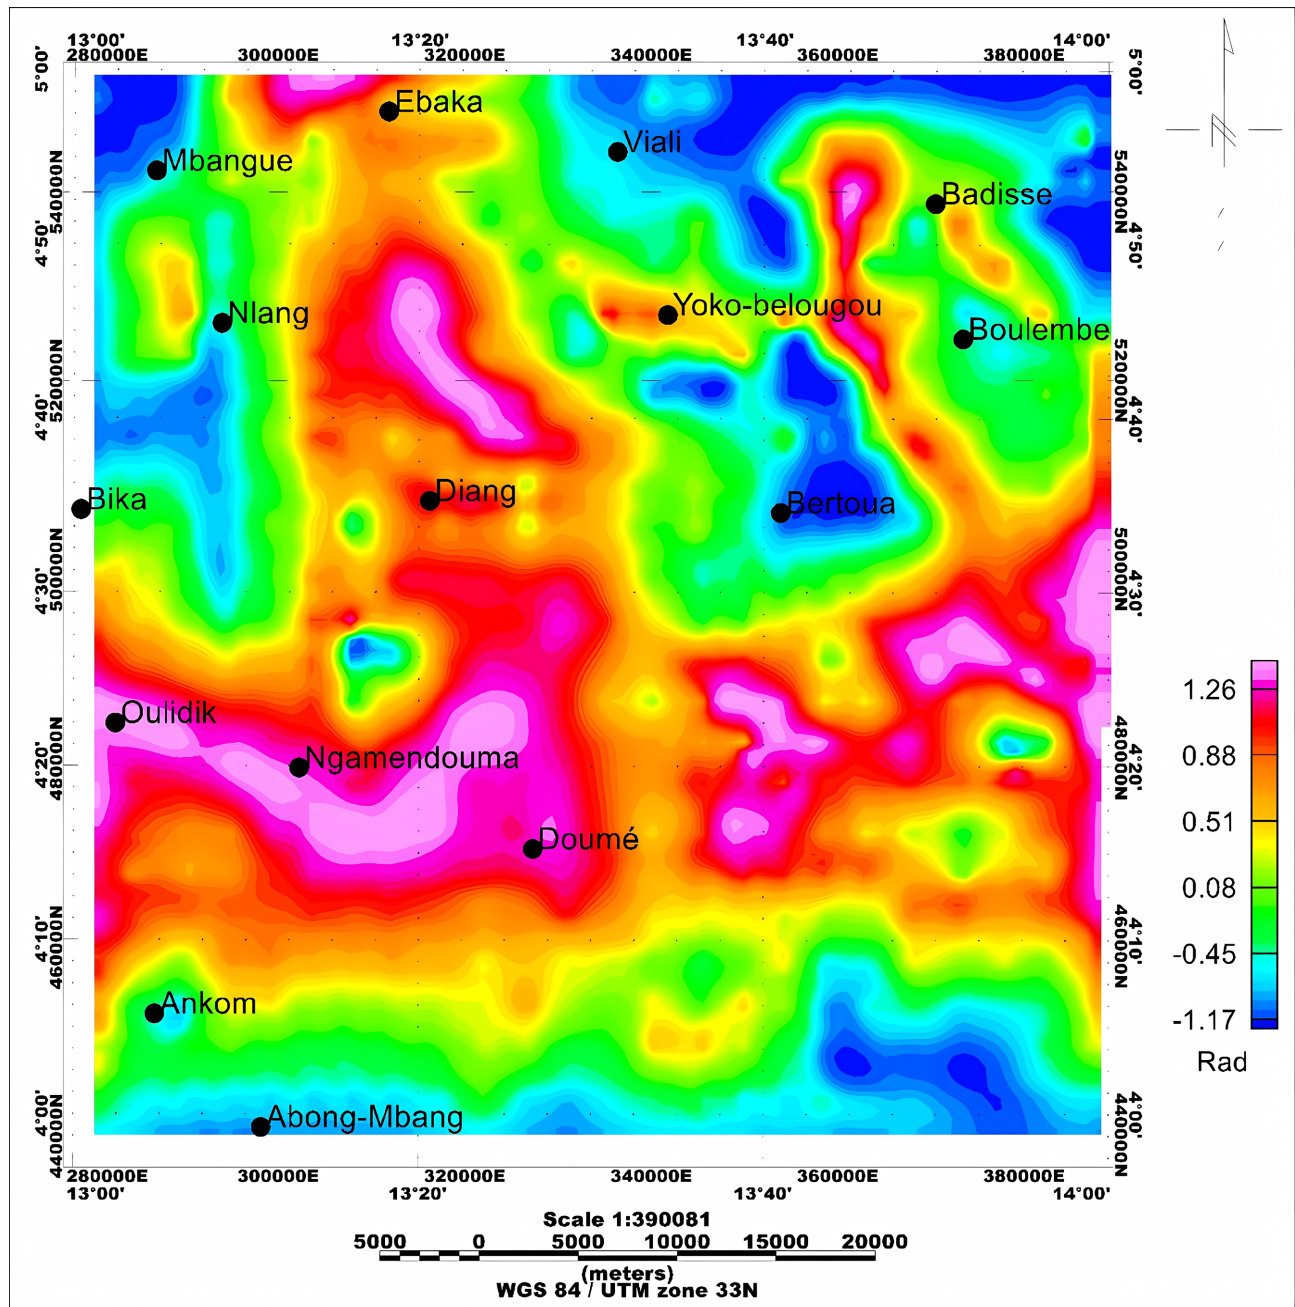 13°00' 13°20' 13°40' 14°00'
280000E 300000E 320000E 340000E 360000E 380000E
5°00' 5°00'
Ebaka
Viali
Mbangue
540000N 540000N
Badisse
4°50' 4°50'
Yoko-belougou
Nlang
Boulembe
520000N 520000N
4°40' 4°40'
Diang
Bika
Bertoua
500000N 500000N
4°30' 4°30'
1.26
Oulidik
0.88
Ngamendouma
480000N 480000N
4°20' 4°20'
0.51
Doumé
0.08
4°10' 4°10'
460000N 460000N
-0.45
Ankom
-1.17
Rad
4°00' 4°00'
Abong-Mbang
440000N 440000N
280000E 300000E 320000E 340000E 360000E 380000E
13°00' 13°20' 13°40' 14°00'
Scale 1:390081
5000 0 5000 10000 15000 20000
(meters)
WGS 84 / UTM zone 33N